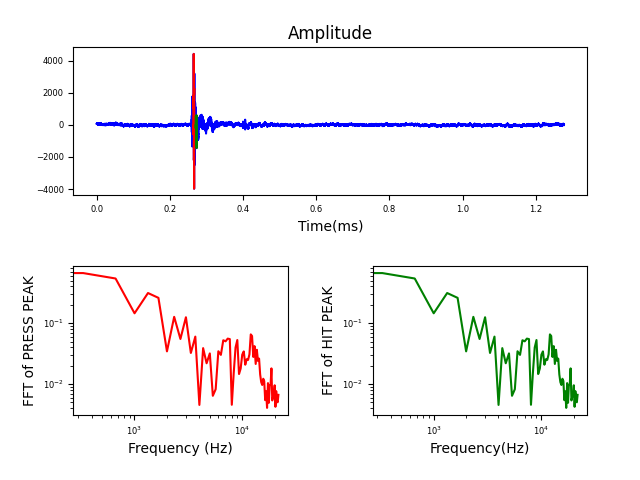 Amplitude
4000
2000
0
−2000
−4000
0.0 0.2 0.4 0.6 0.8 1.0 1.2
Time(ms)
FFT of PRESS PEAK
10⁻¹
10⁻²
10³ 10⁴
Frequency (Hz)
FFT of HIT PEAK
10⁻¹
10⁻²
10³ 10⁴
Frequency(Hz)